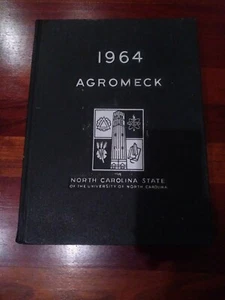 1964
AGROMECK
THE
NORTH CAROLINA STATE
OF THE UNIVERSITY OF NORTH CAROLINA